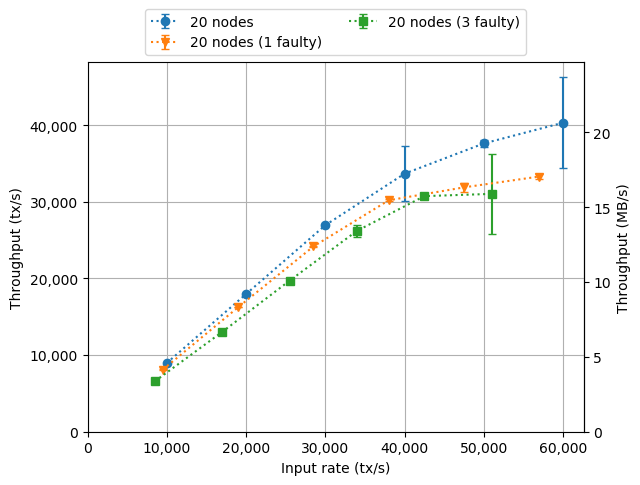 20 nodes
20 nodes (1 faulty)
20 nodes (3 faulty)
Throughput (tx/s)
40,000
30,000
20,000
10,000
0
Throughput (MB/s)
20
15
10
5
0
0 10,000 20,000 30,000 40,000 50,000 60,000
Input rate (tx/s)